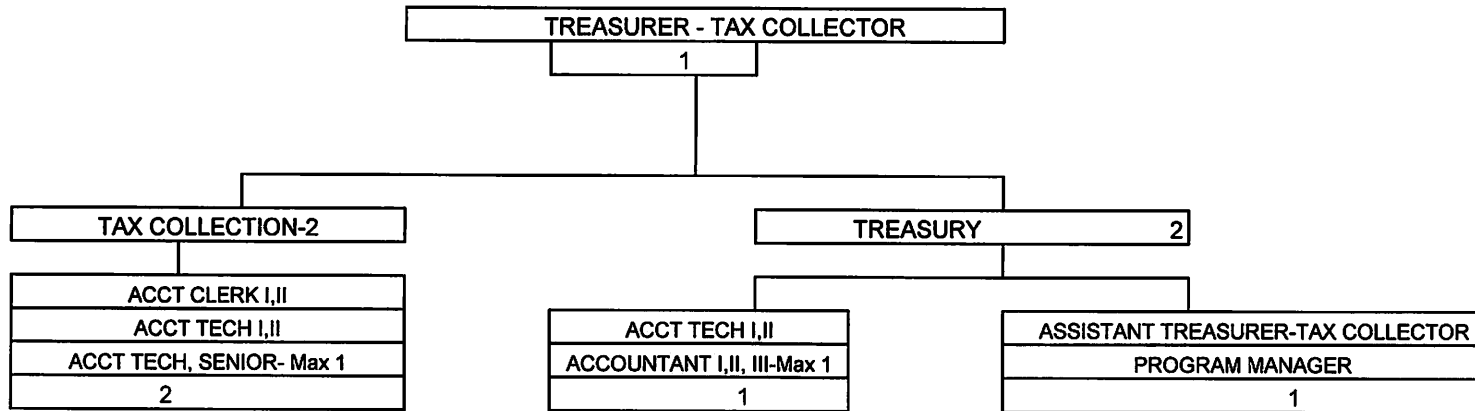 TREASURER - TAX COLLECTOR
1
TAX COLLECTION-2
TREASURY 2
ACCT CLERK I,II
ACCT TECH I,II
ACCT TECH, SENIOR- Max 1
2
ACCT TECH I,II
ACCOUNTANT I,II, III-Max 1
1
ASSISTANT TREASURER-TAX COLLECTOR
PROGRAM MANAGER
1